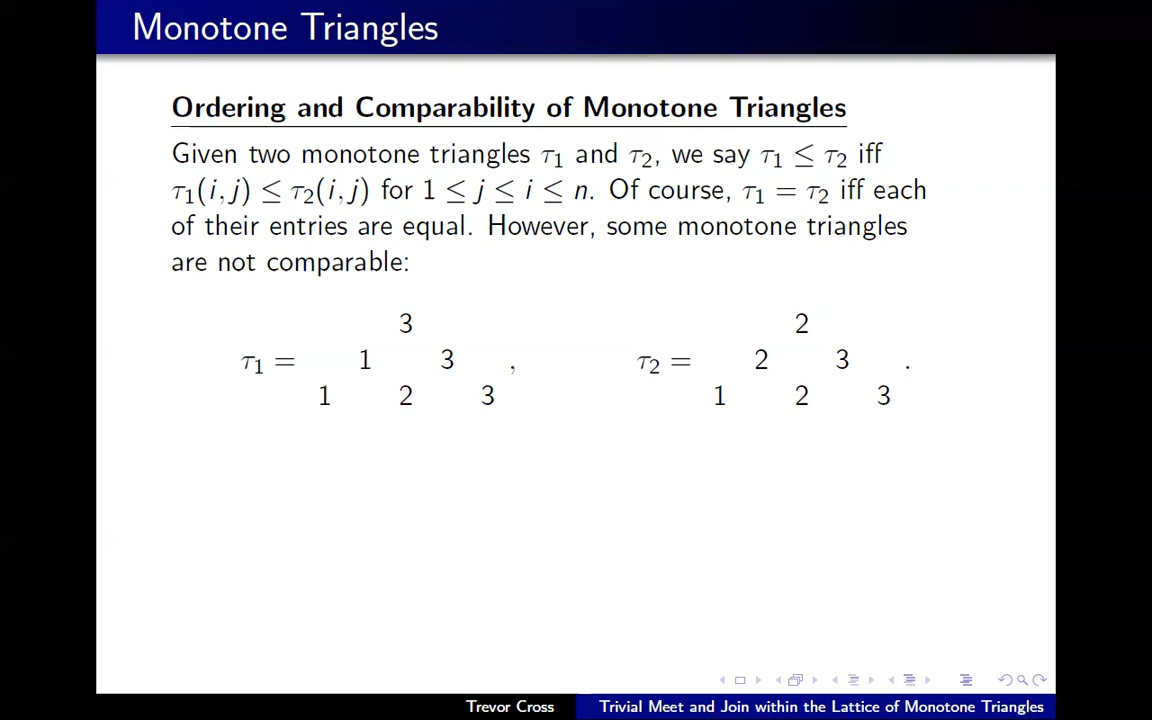 Monotone Triangles
Ordering and Comparability of Monotone Triangles
Given two monotone triangles τ₁ and τ₂, we say τ₁ ≤ τ₂ iff
τ₁(i, j) ≤ τ₂(i, j) for 1 ≤ j ≤ i ≤ n. Of course, τ₁ = τ₂ iff each
of their entries are equal. However, some monotone triangles
are not comparable:
3 2
τ₁ = 1 3 , τ₂ = 2 3 .
1 2 3 1 2 3
Trevor Cross Trivial Meet and Join within the Lattice of Monotone Triangles